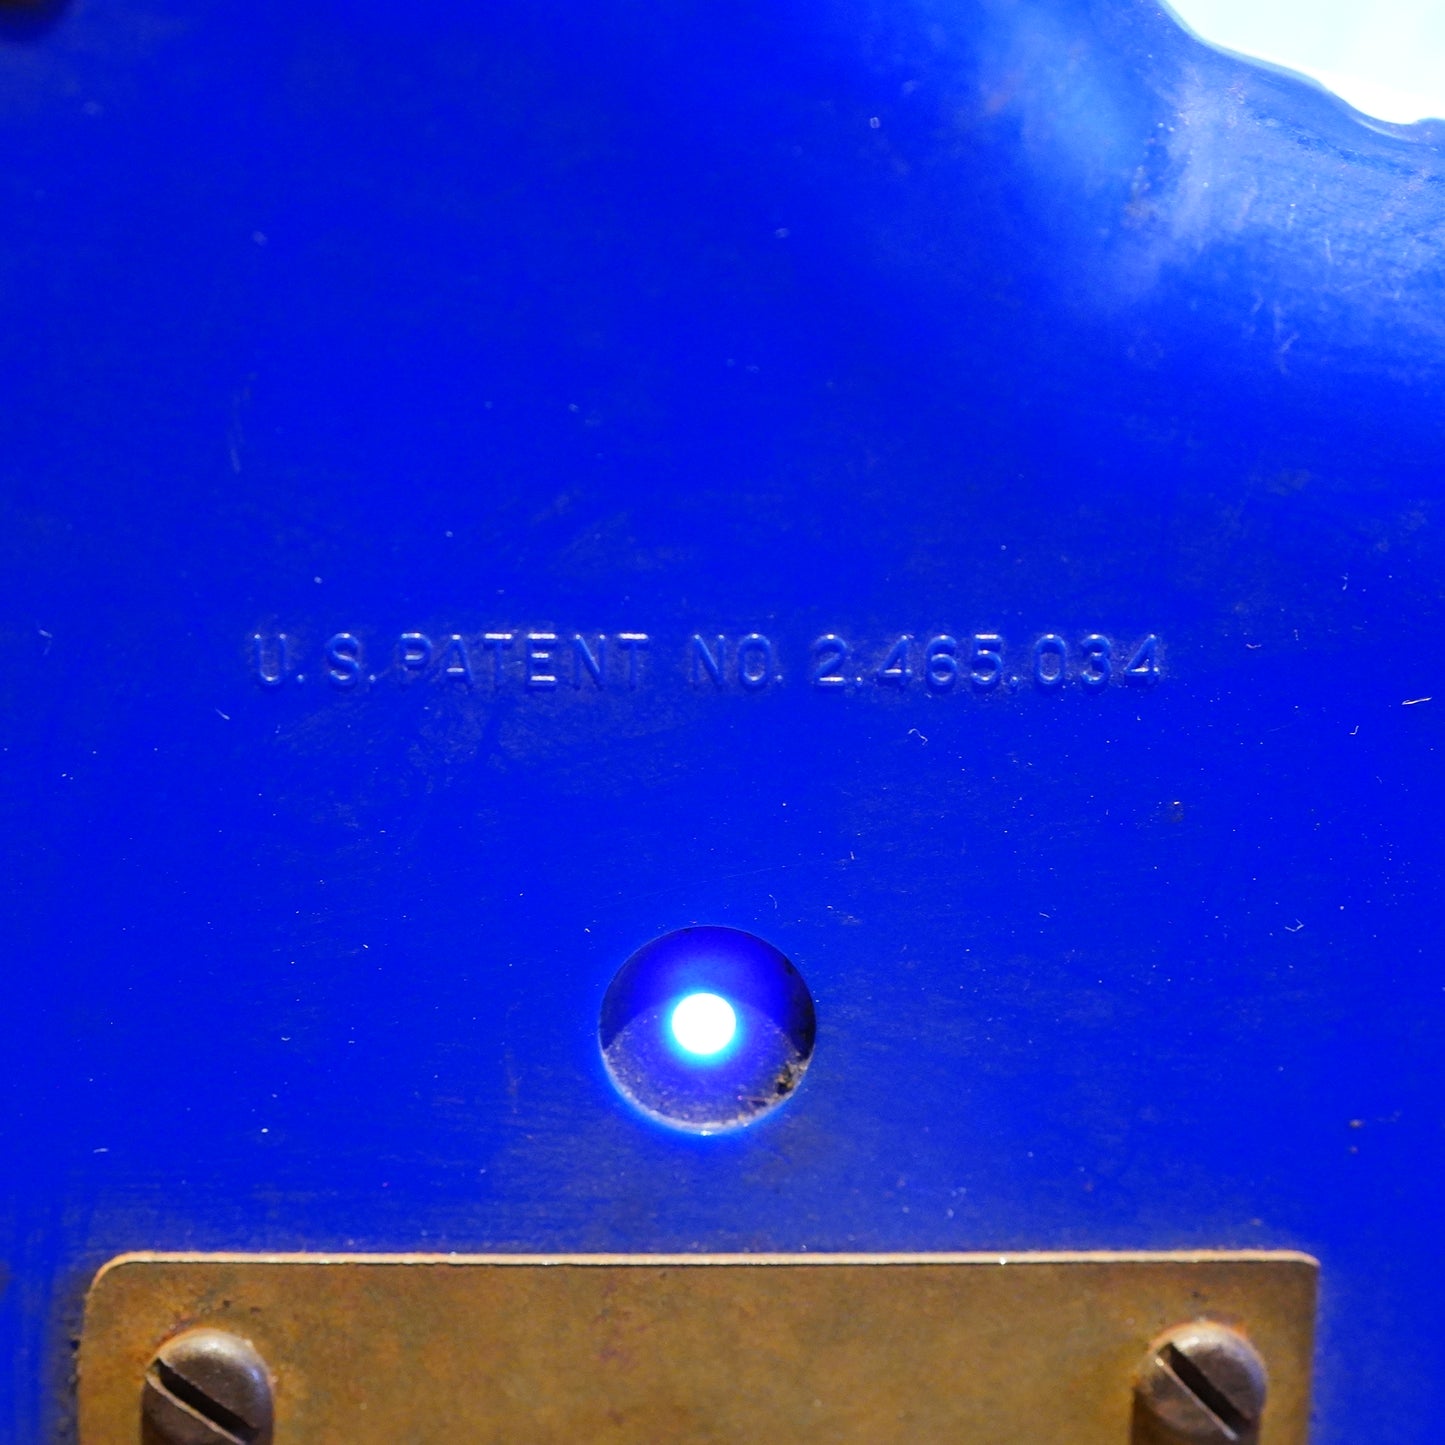 U.S. PATENT NO. 2,465,034